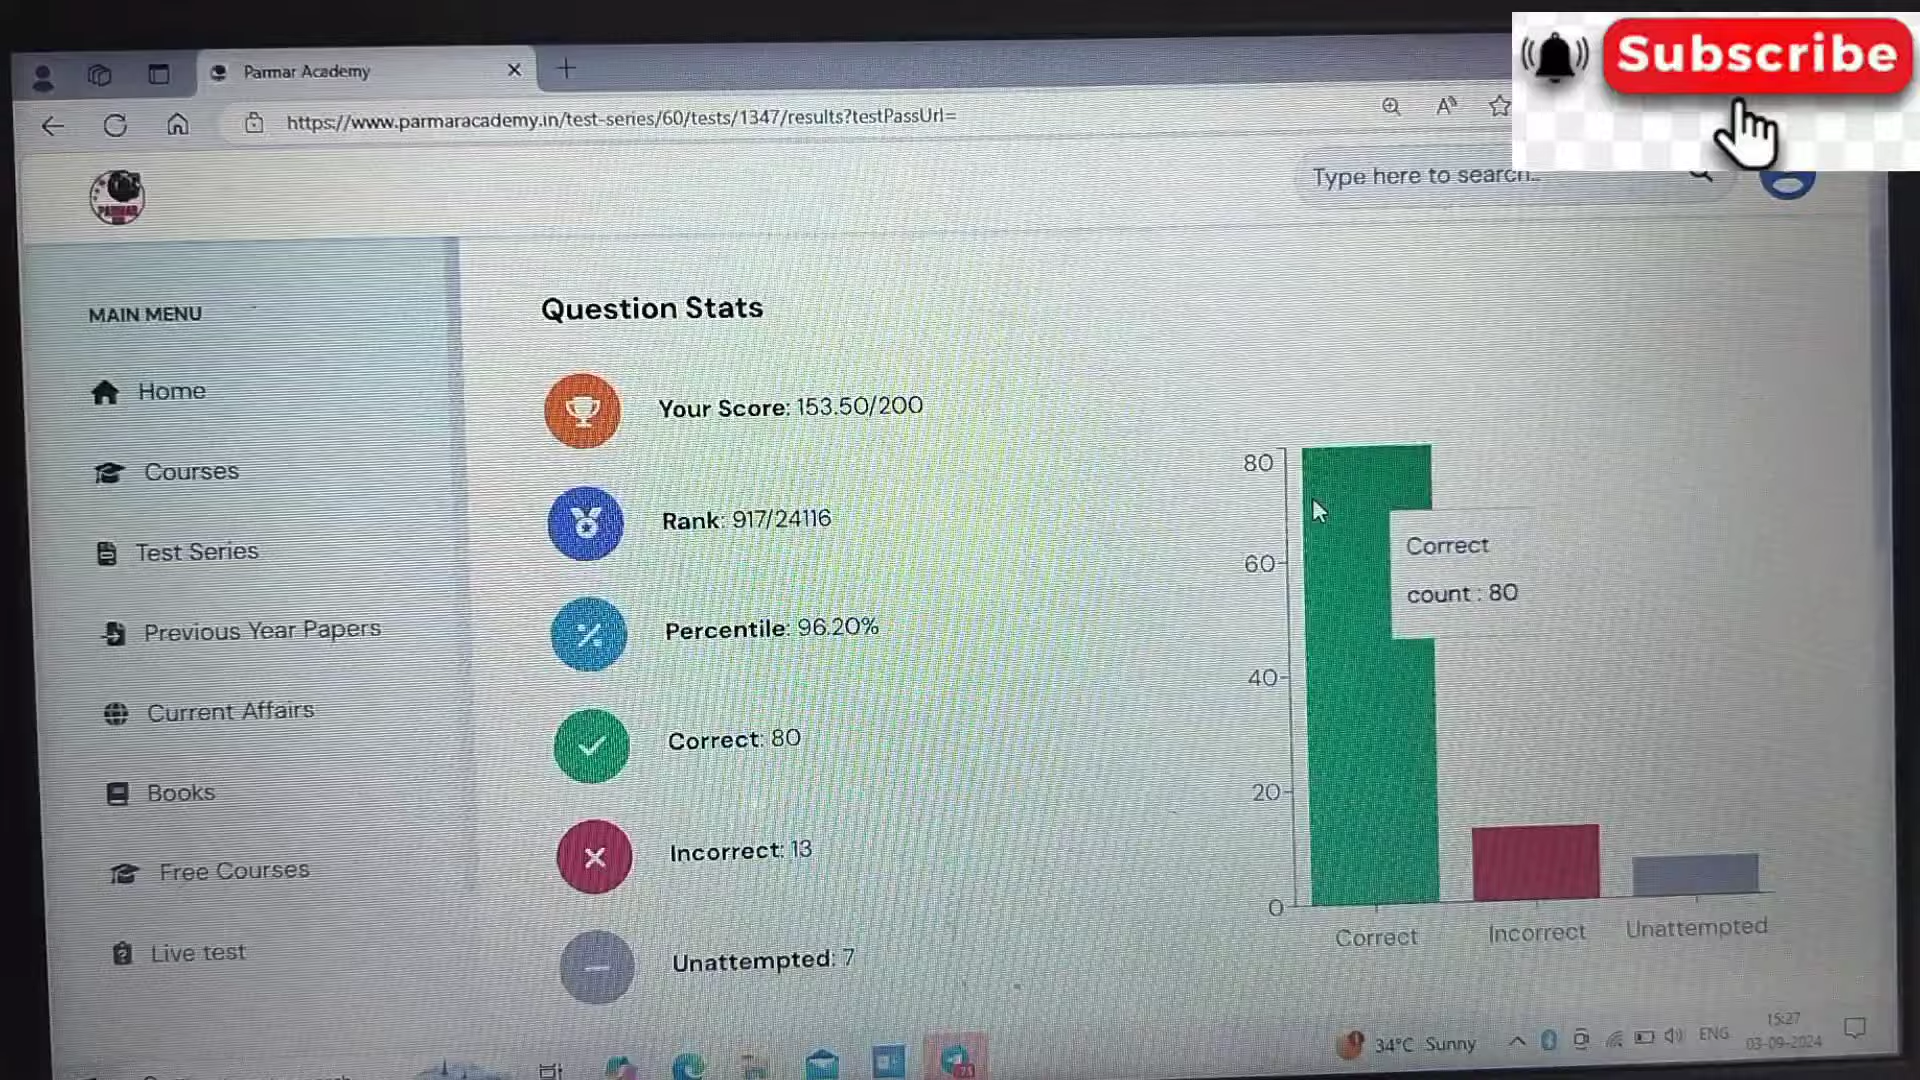 Subscribe
Parmar Academy
https://www.parmaracademy.in/test-series/60/tests/1347/results?testPassUrl=
Type here to search...
PARMAR
MAIN MENU
Home
Courses
Test Series
Previous Year Papers
Current Affairs
Books
Free Courses
Live test
Question Stats
Your Score: 153.50/200
Rank: 917/24116
Percentile: 96.20%
Correct: 80
Incorrect: 13
Unattempted: 7
80
60
40
20
0
Correct
count : 80
Correct
Incorrect
Unattempted
34°C Sunny
ENG
15:27
03-09-2024